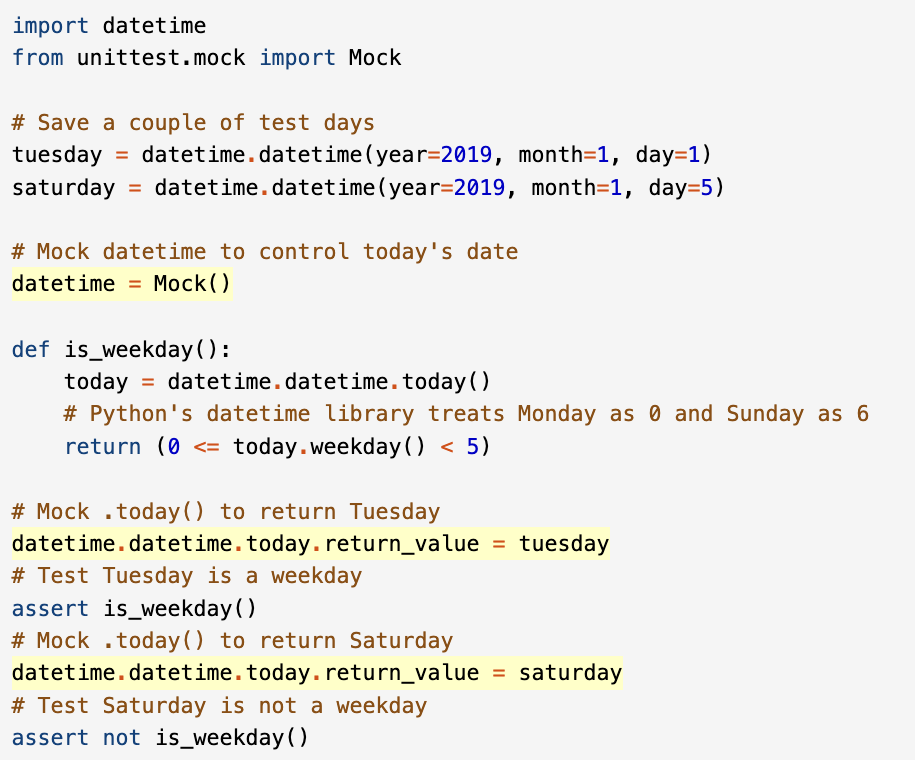 import datetime
from unittest.mock import Mock

# Save a couple of test days
tuesday = datetime.datetime(year=2019, month=1, day=1)
saturday = datetime.datetime(year=2019, month=1, day=5)

# Mock datetime to control today's date
datetime = Mock()

def is_weekday():
    today = datetime.datetime.today()
    # Python's datetime library treats Monday as 0 and Sunday as 6
    return (0 <= today.weekday() < 5)

# Mock .today() to return Tuesday
datetime.datetime.today.return_value = tuesday
# Test Tuesday is a weekday
assert is_weekday()
# Mock .today() to return Saturday
datetime.datetime.today.return_value = saturday
# Test Saturday is not a weekday
assert not is_weekday()